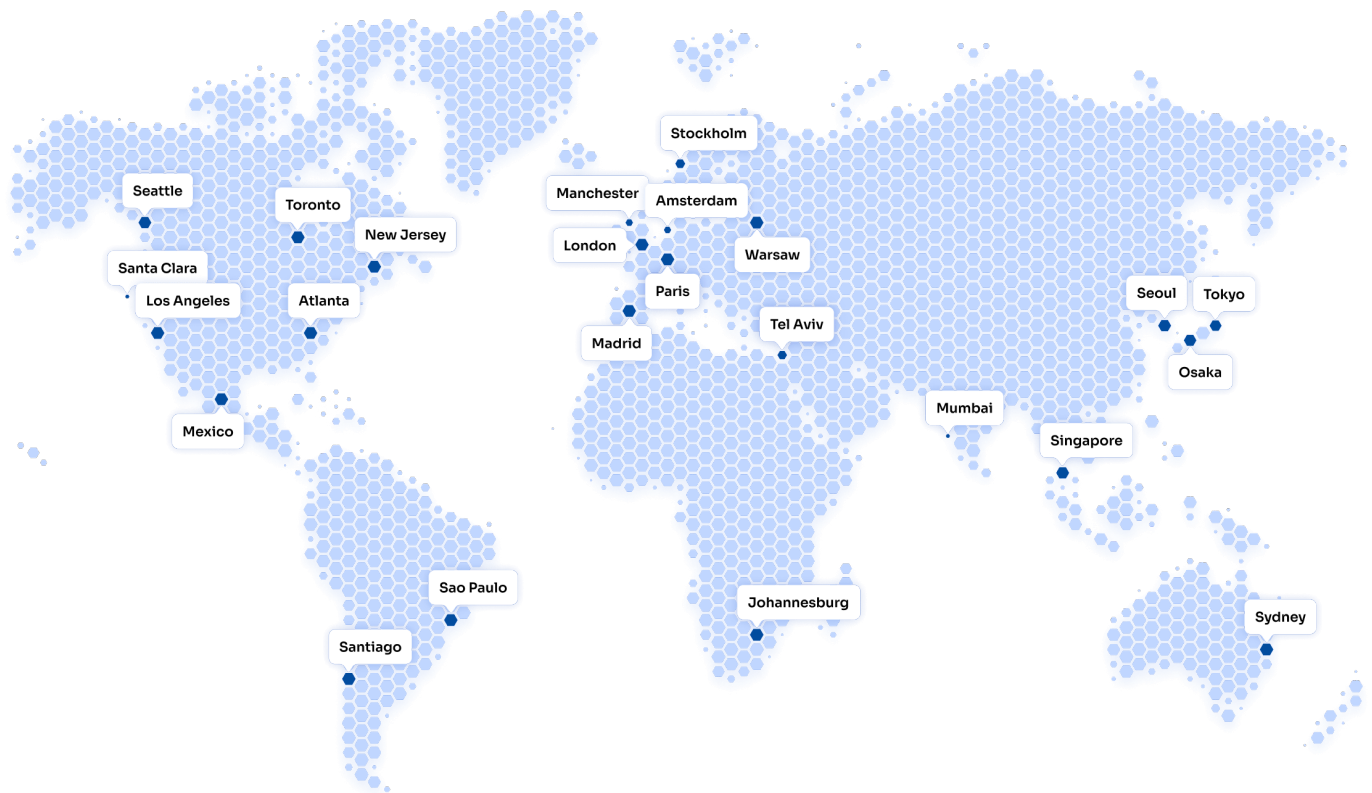 Stockholm
Seattle
Manchester
Amsterdam
Toronto
New Jersey
London
Warsaw
Santa Clara
Los Angeles
Atlanta
Paris
Seoul
Tokyo
Tel Aviv
Madrid
Osaka
Mumbai
Mexico
Singapore
Sao Paulo
Johannesburg
Sydney
Santiago